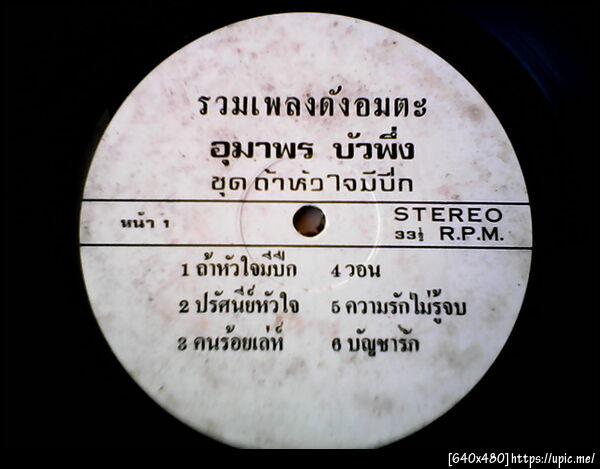 รวมเพลงดังอมตะ
อุมาพร บัวพึ่ง
ชุด ถ้าหัวใจมีปีก
หน้า 1
STEREO
33⅓ R.P.M.
1 ถ้าหัวใจมีปีก
2 ปรัศนีย์หัวใจ
3 คนร้อยเล่ห์
4 วอน
5 ความรักไม่รู้จบ
6 บัญชารัก
[640x480]https://upic.me/